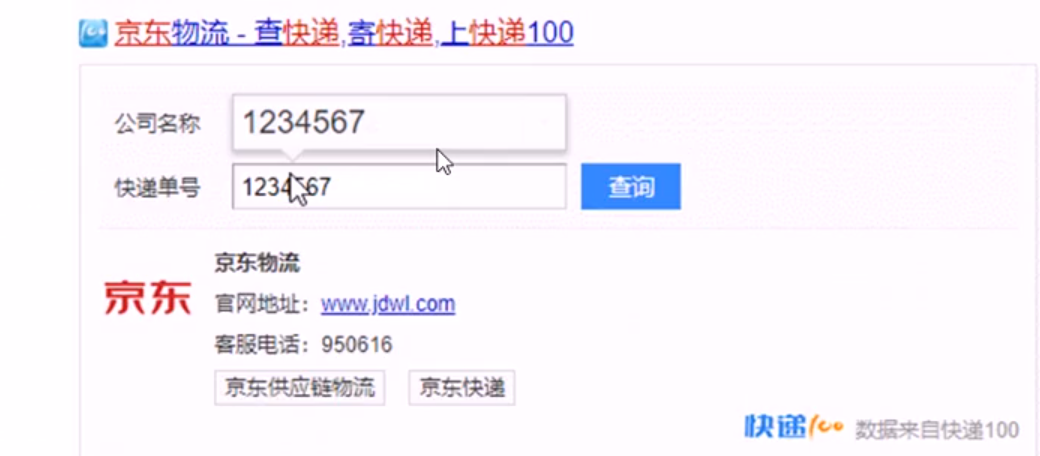 京东物流 - 查快递,寄快递,上快递100
公司名称 1234567
快递单号 1234567 查询
京东 京东物流
官网地址：www.jdwl.com
客服电话：950616
京东供应链物流 京东快递
快递100 数据来自快递100